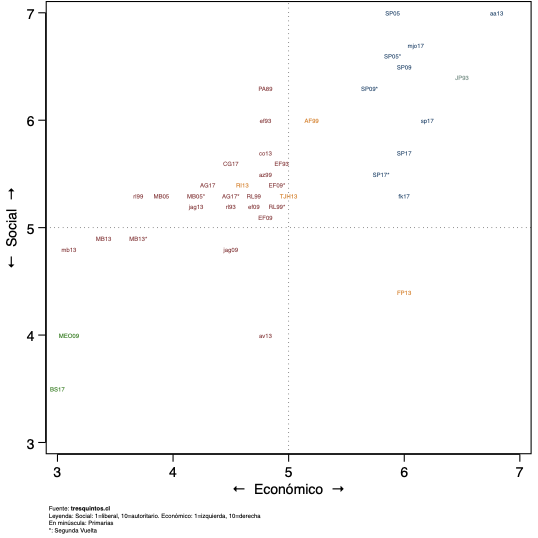 7
SP05
aa13
mjo17
SP05*
SP09
JP93
PA89
SP09*
6
ef93
AF99
sp17
co13
SP17
CG17
EF93
az99
SP17*
AG17
RI13
EF09*
rl99
MB05
MB05*
AG17*
RL99
TJH13
fk17
jag13
rl93
ef09
RL99*
EF09
5
MB13
MB13*
mb13
jag09
FP13
4
MEO09
av13
BS17
3
← Social →
3
4
5
6
7
← Económico →
Fuente: tresquintos.cl
Leyenda: Social: 1=liberal, 10=autoritario. Económico: 1=izquierda, 10=derecha
En minúscula: Primarias
*: Segunda Vuelta